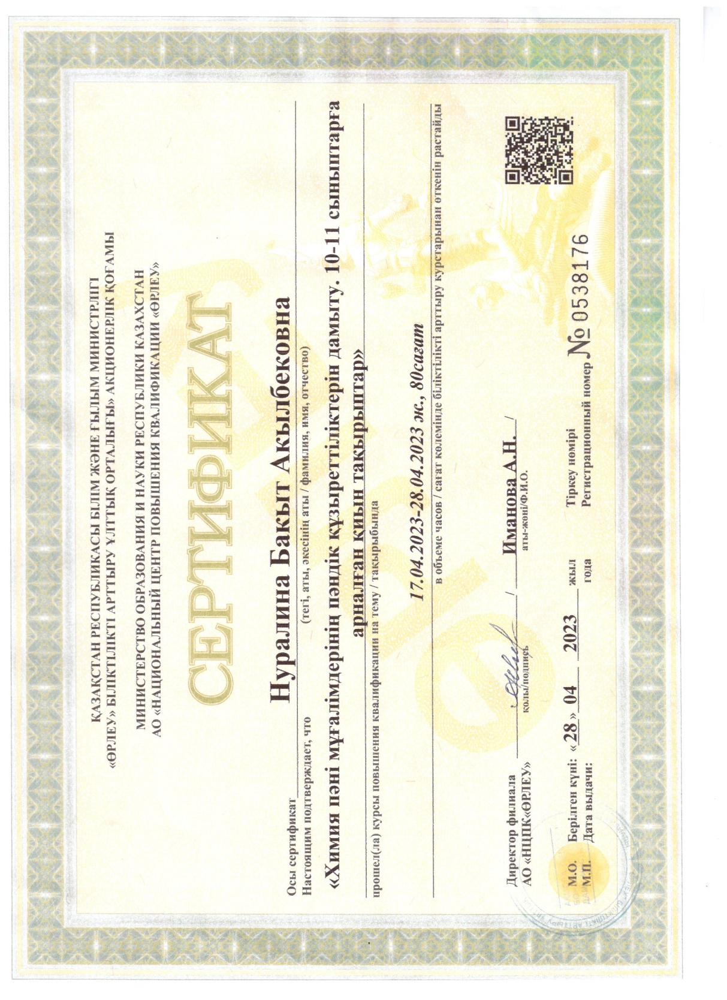 ҚАЗАҚСТАН РЕСПУБЛИКАСЫ БІЛІМ ЖӘНЕ ҒЫЛЫМ МИНИСТРЛІГІ
«ӨРЛЕУ» БІЛІКТІЛІКТІ АРТТЫРУ ҰЛТТЫҚ ОРТАЛЫҒЫ» АКЦИОНЕРЛІК ҚОҒАМЫ
МИНИСТЕРСТВО ОБРАЗОВАНИЯ И НАУКИ РЕСПУБЛИКИ КАЗАХСТАН
АО «НАЦИОНАЛЬНЫЙ ЦЕНТР ПОВЫШЕНИЯ КВАЛИФИКАЦИИ «ӨРЛЕУ»
СЕРТИФИКАТ
Осы сертификат Нуралина Бакыт Акылбековна
Настоящим подтверждает, что (тегі, аты, әкесінің аты / фамилия, имя, отчество)
«Химия пәні мұғалімдерінің пәндік құзыреттіліктерін дамыту. 10-11 сыныптарға
арналған қиын тақырыптар»
прошел(ла) курсы повышения квалификации на тему / тақырыбында
17.04.2023-28.04.2023 ж., 80сағат
в объеме часов / сағат көлемінде біліктілікті арттыру курстарынан өткенін растайды
Директор филиала / Иманова А.Н. /
АО «НЦПК«ӨРЛЕУ» қолы/подпись аты-жөні/Ф.И.О.
М.О. Берілген күні: «28» 04 2023 жыл Тіркеу нөмірі
М.П. Дата выдачи: года Регистрационный номер № 0538176